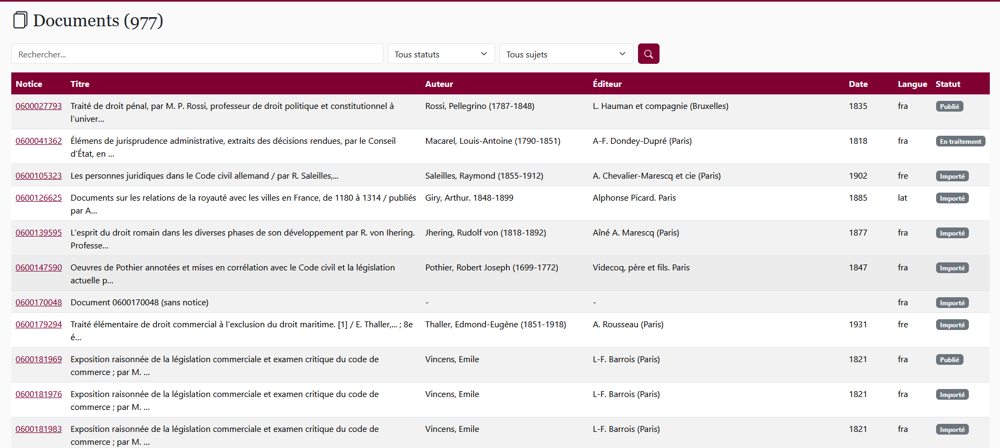 Documents (977)
Rechercher...
Tous statuts
Tous sujets
Notice Titre Auteur Éditeur Date Langue Statut
0600027793 Traité de droit pénal, par M. P. Rossi, professeur de droit politique et constitutionnel à Rossi, Pellegrino (1787-1848) L. Hauman et compagnie (Bruxelles) 1835 fra Publié
l'univer...
0600041362 Élémens de jurisprudence administrative, extraits des décisions rendues, par le Conseil Macarel, Louis-Antoine (1790-1851) A-F. Dondey-Dupré (Paris) 1818 fra En traitement
d'État, en ...
0600105323 Les personnes juridiques dans le Code civil allemand / par R. Saleilles,... Saleilles, Raymond (1855-1912) A. Chevalier-Marescq et cie (Paris) 1902 fre Importé
0600126625 Documents sur les relations de la royauté avec les villes en France, de 1180 à 1314 / publiés Giry, Arthur. 1848-1899 Alphonse Picard. Paris 1885 lat Importé
par A...
0600139595 L'esprit du droit romain dans les diverses phases de son développement par R. von Ihering. Jhering, Rudolf von (1818-1892) Aîné A. Marescq (Paris) 1877 fra Importé
Professe...
0600147590 Oeuvres de Pothier annotées et mises en corrélation avec le Code civil et la législation Pothier, Robert Joseph (1699-1772) Videcoq, père et fils. Paris 1847 fra Importé
actuelle p...
0600170048 Document 0600170048 (sans notice) - - fra Importé
0600179294 Traité élémentaire de droit commercial à l'exclusion du droit maritime. [1] / E. Thaller,... ; 8e Thaller, Edmond-Eugène (1851-1918) A. Rousseau (Paris) 1931 fre Importé
é...
0600181969 Exposition raisonnée de la législation commerciale et examen critique du code de Vincens, Emile L-F. Barrois (Paris) 1821 fra Publié
commerce ; par M. ...
0600181976 Exposition raisonnée de la législation commerciale et examen critique du code de Vincens, Emile L-F. Barrois (Paris) 1821 fra Importé
commerce ; par M. ...
0600181983 Exposition raisonnée de la législation commerciale et examen critique du code de Vincens, Emile L-F. Barrois (Paris) 1821 fra Importé
commerce ; par M. ...